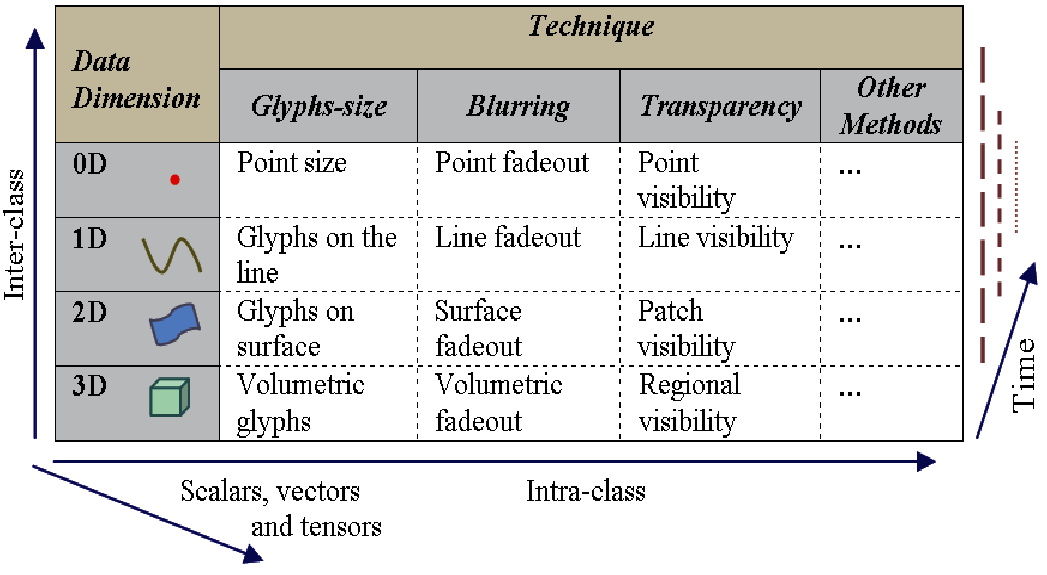 Technique
Data
Dimension
Glyphs-size Blurring Transparency Other
Methods
0D Point size Point fadeout Point
visibility ...
1D Glyphs on the
line Line fadeout Line visibility ...
2D Glyphs on
surface Surface
fadeout Patch
visibility ...
3D Volumetric
glyphs Volumetric
fadeout Regional
visibility ...
Inter-class
Time
Scalars, vectors
and tensors
Intra-class